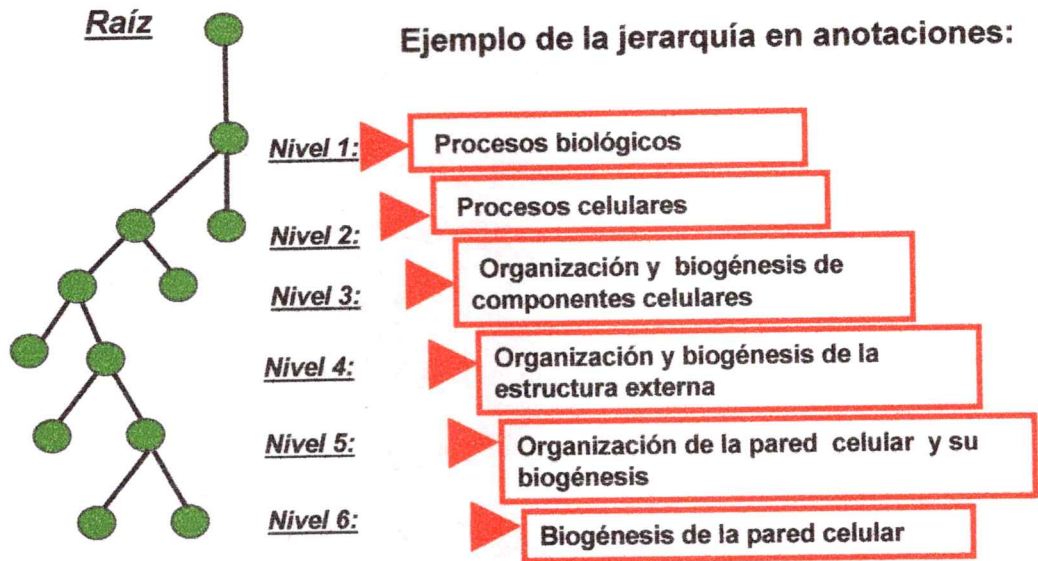 Raíz
Ejemplo de la jerarquía en anotaciones:
Nivel 1:
Procesos biológicos
Nivel 2:
Procesos celulares
Nivel 3:
Organización y biogénesis de
componentes celulares
Nivel 4:
Organización y biogénesis de la
estructura externa
Nivel 5:
Organización de la pared celular y su
biogénesis
Nivel 6:
Biogénesis de la pared celular